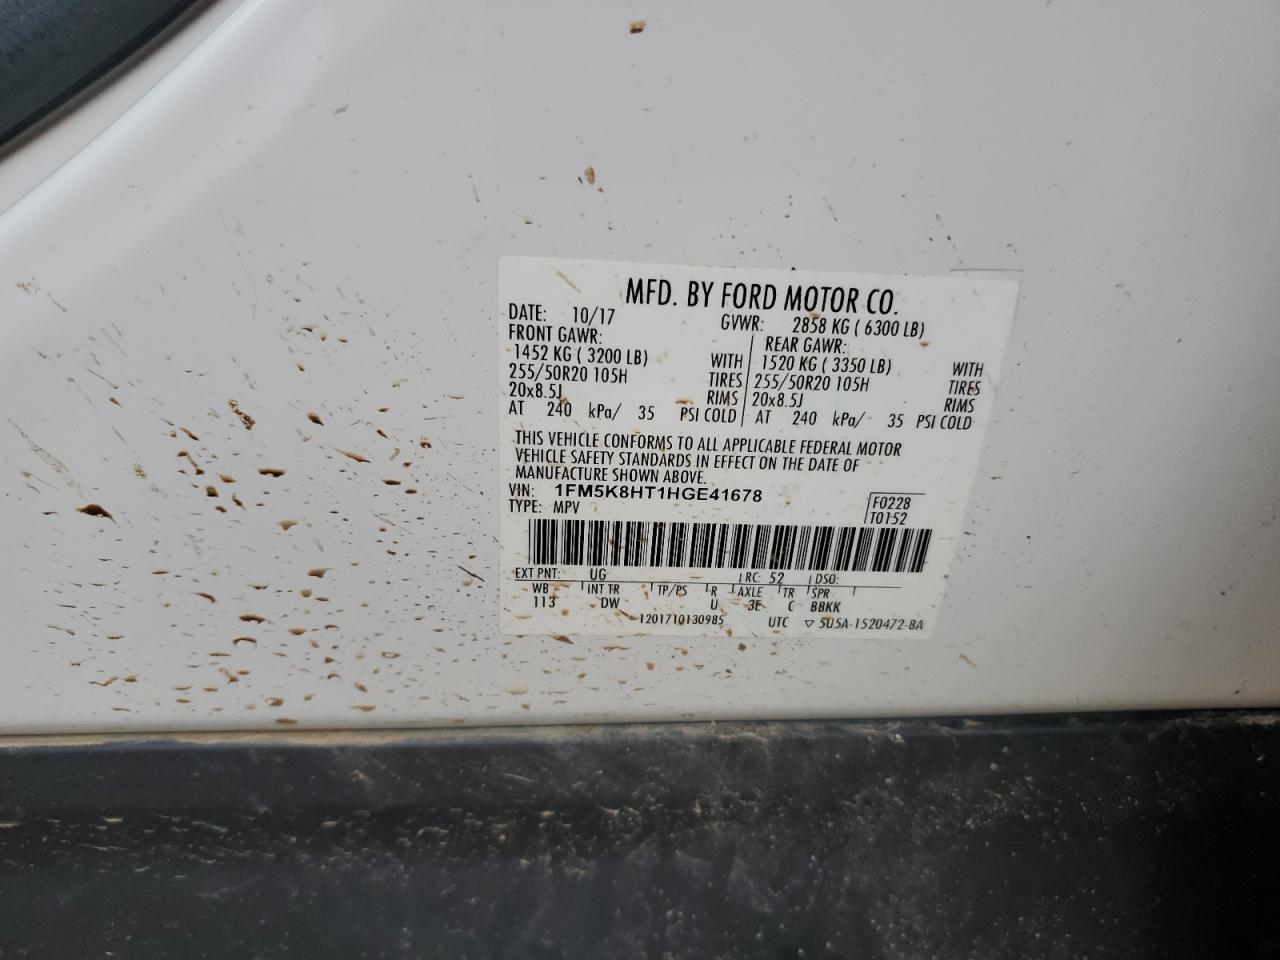 MFD. BY FORD MOTOR CO.
DATE: 10/17 GVWR: 2858 KG ( 6300 LB)
FRONT GAWR: REAR GAWR:
1452 KG ( 3200 LB) WITH 1520 KG ( 3350 LB) WITH
255/50R20 105H TIRES 255/50R20 105H TIRES
20x8.5J RIMS 20x8.5J RIMS
AT 240 kPa/ 35 PSI COLD AT 240 kPa/ 35 PSI COLD
THIS VEHICLE CONFORMS TO ALL APPLICABLE FEDERAL MOTOR
VEHICLE SAFETY STANDARDS IN EFFECT ON THE DATE OF
MANUFACTURE SHOWN ABOVE.
VIN: 1FM5K8HT1HGE41678 F0228
TYPE: MPV T0152
EXT PNT: UG RC: 52 DSO:
WB INT TR TP/PS R AXLE TR SPR
113 DW U 3E C BBKK
1201710130985 UTC ▽ 5U5A-1520472-BA